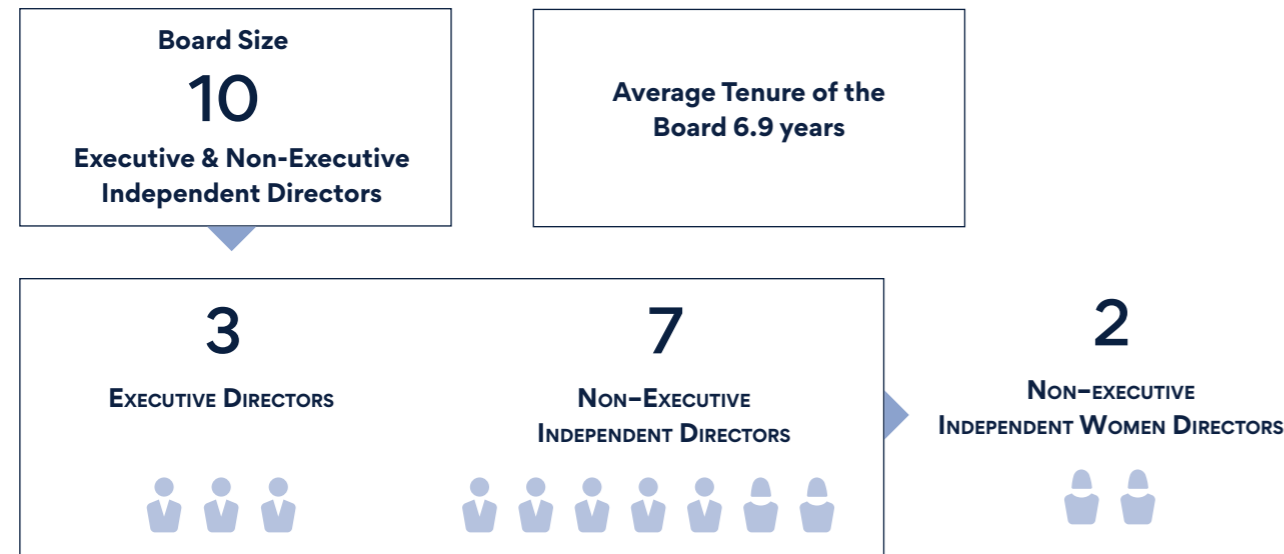 Board Size
10
Executive & Non-Executive
Independent Directors
Average Tenure of the
Board 6.9 years
3
Executive Directors
7
Non–Executive
Independent Directors
2
Non–executive
Independent Women Directors